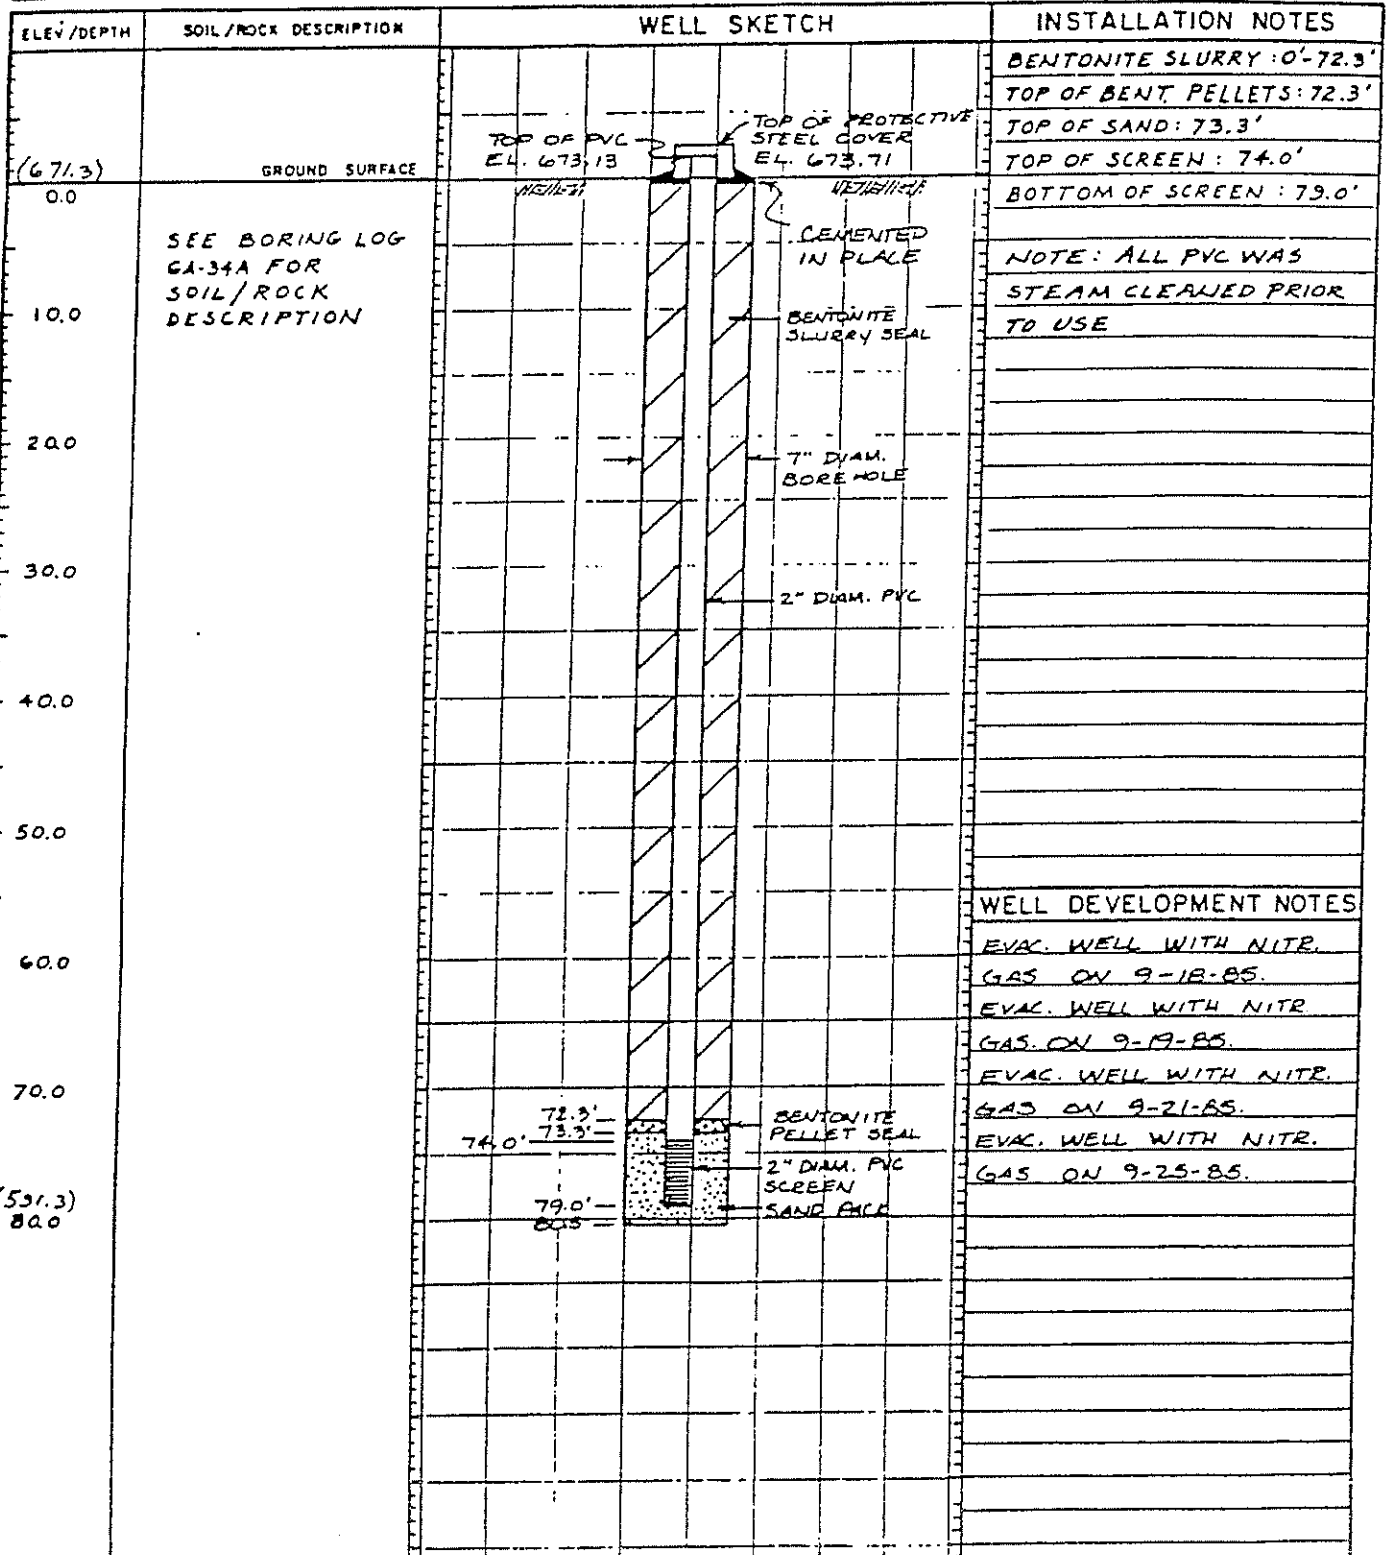 ELEV/DEPTH
SOIL/ROCK DESCRIPTION
WELL SKETCH
INSTALLATION NOTES
BENTONITE SLURRY: 0'-72.3'
TOP OF BENT. PELLETS: 72.3'
TOP OF SAND: 73.3'
TOP OF SCREEN: 74.0'
BOTTOM OF SCREEN: 79.0'
NOTE: ALL PVC WAS
STEAM CLEANED PRIOR
TO USE
(671.3)
GROUND SURFACE
0.0
SEE BORING LOG
GA-34A FOR
SOIL/ROCK
DESCRIPTION
10.0
20.0
30.0
40.0
50.0
60.0
70.0
(591.3)
80.0
TOP OF PVC
EL. 673.13
TOP OF PROTECTIVE
STEEL COVER
EL. 673.71
CEMENTED
IN PLACE
BENTONITE
SLURRY SEAL
7" DIAM.
BOREHOLE
2" DIAM. PVC
72.3'
73.3'
74.0'
BENTONITE
PELLET SEAL
2" DIAM. PVC
SCREEN
79.0'
SAND PACK
80.5
WELL DEVELOPMENT NOTES
EVAC. WELL WITH NITR.
GAS ON 9-18-85.
EVAC. WELL WITH NITR
GAS. ON 9-19-85.
EVAC. WELL WITH NITR.
GAS ON 9-21-85.
EVAC. WELL WITH NITR.
GAS ON 9-25-85.